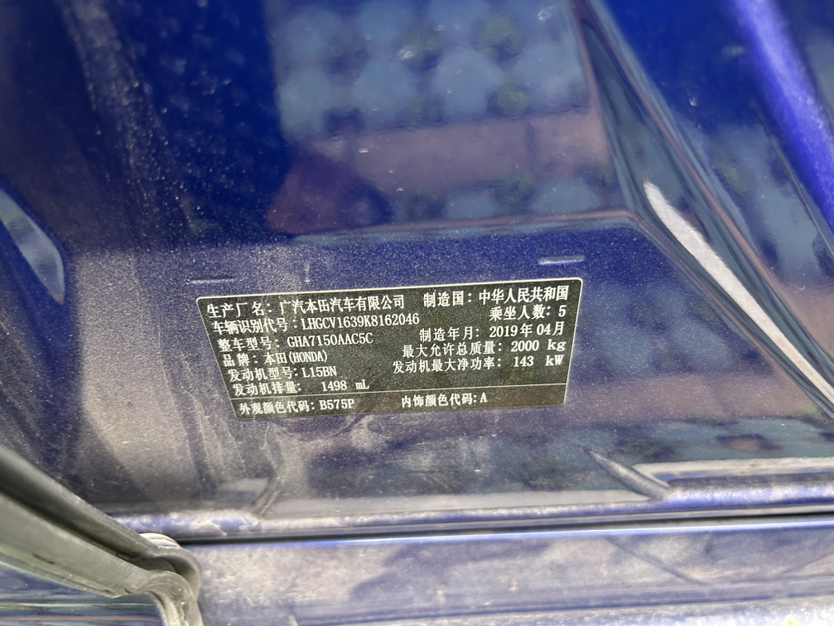 生产厂名：广汽本田汽车有限公司 制造国：中华人民共和国
车辆识别代号：LHGCV1639K8162046 乘坐人数：5
整车型号：GHA7150AAC5C 制造年月：2019年04月
品牌：本田(HONDA) 最大允许总质量：2000 kg
发动机型号：L15BN 发动机最大净功率：143 kW
发动机排量：1498 mL
外观颜色代码：B575P 内饰颜色代码：A